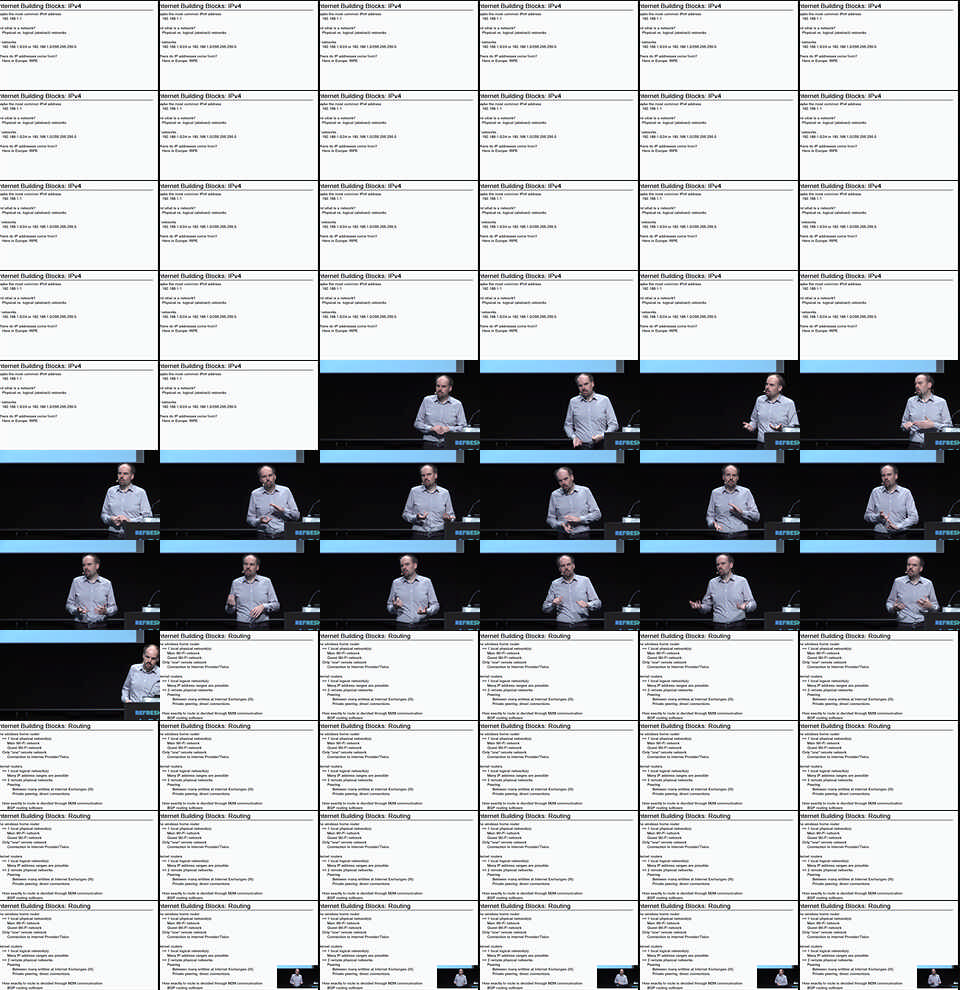 nternet Building Blocks: IPv4
aybe the most common IPv4 address
192.168.1.1
nd what is a network?
Physical vs. logical (abstract) networks
networks
192.168.1.0/24 or 192.168.1.0/255.255.255.0
here do IP addresses come from?
Here in Europe: RIPE
REFRESH
nternet Building Blocks: Routing
wireless home router
1 local physical network(s)
Main Wi-Fi network
Guest Wi-Fi network
Only "one" remote network
Connection to Internet Provider/Telco
ernet routers
1 local logical network(s)
Many IP address ranges are possible
2 remote physical networks
Peering
Between many entities at Internet Exchanges (IX)
Private peering, direct connections
How exactly to route is decided through M2M communication
BGP routing software